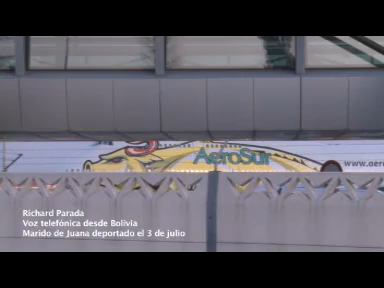 AeroSur
www.aero
Richard Parada
Voz telefónica desde Bolivia
Marido de Juana deportado el 3 de julio